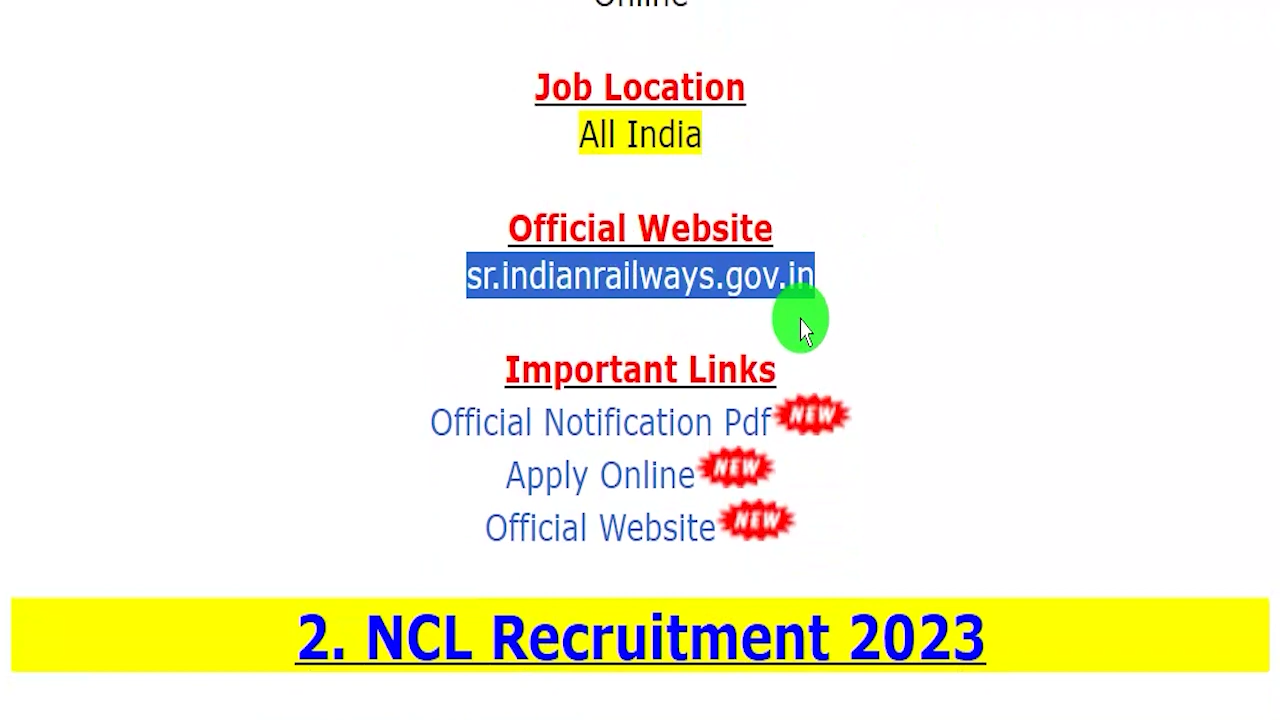 Online
Job Location
All India
Official Website
sr.indianrailways.gov.in
Important Links
Official Notification Pdf NEW
Apply Online NEW
Official Website NEW
2. NCL Recruitment 2023